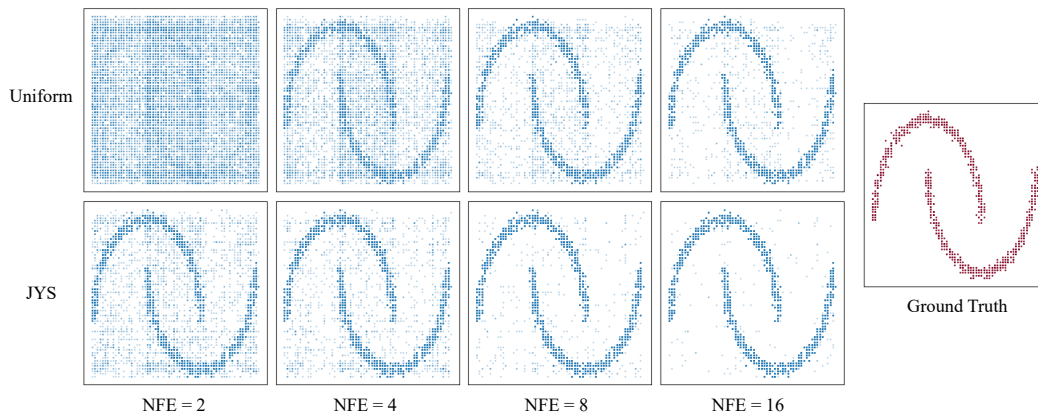 Uniform
JYS
Ground Truth
NFE = 2
NFE = 4
NFE = 8
NFE = 16